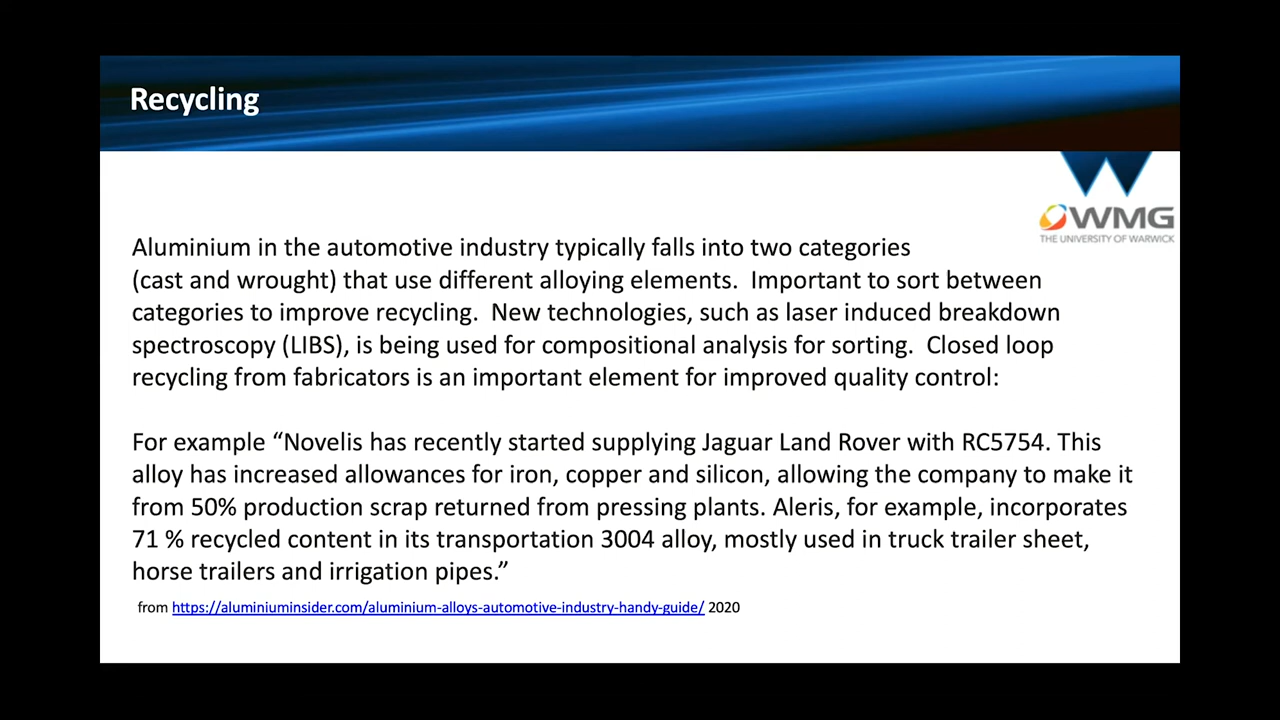 Recycling
WMG
THE UNIVERSITY OF WARWICK
Aluminium in the automotive industry typically falls into two categories
(cast and wrought) that use different alloying elements.  Important to sort between
categories to improve recycling.  New technologies, such as laser induced breakdown
spectroscopy (LIBS), is being used for compositional analysis for sorting.  Closed loop
recycling from fabricators is an important element for improved quality control:
For example “Novelis has recently started supplying Jaguar Land Rover with RC5754. This
alloy has increased allowances for iron, copper and silicon, allowing the company to make it
from 50% production scrap returned from pressing plants. Aleris, for example, incorporates
71 % recycled content in its transportation 3004 alloy, mostly used in truck trailer sheet,
horse trailers and irrigation pipes.”
from https://aluminiuminsider.com/aluminium-alloys-automotive-industry-handy-guide/ 2020